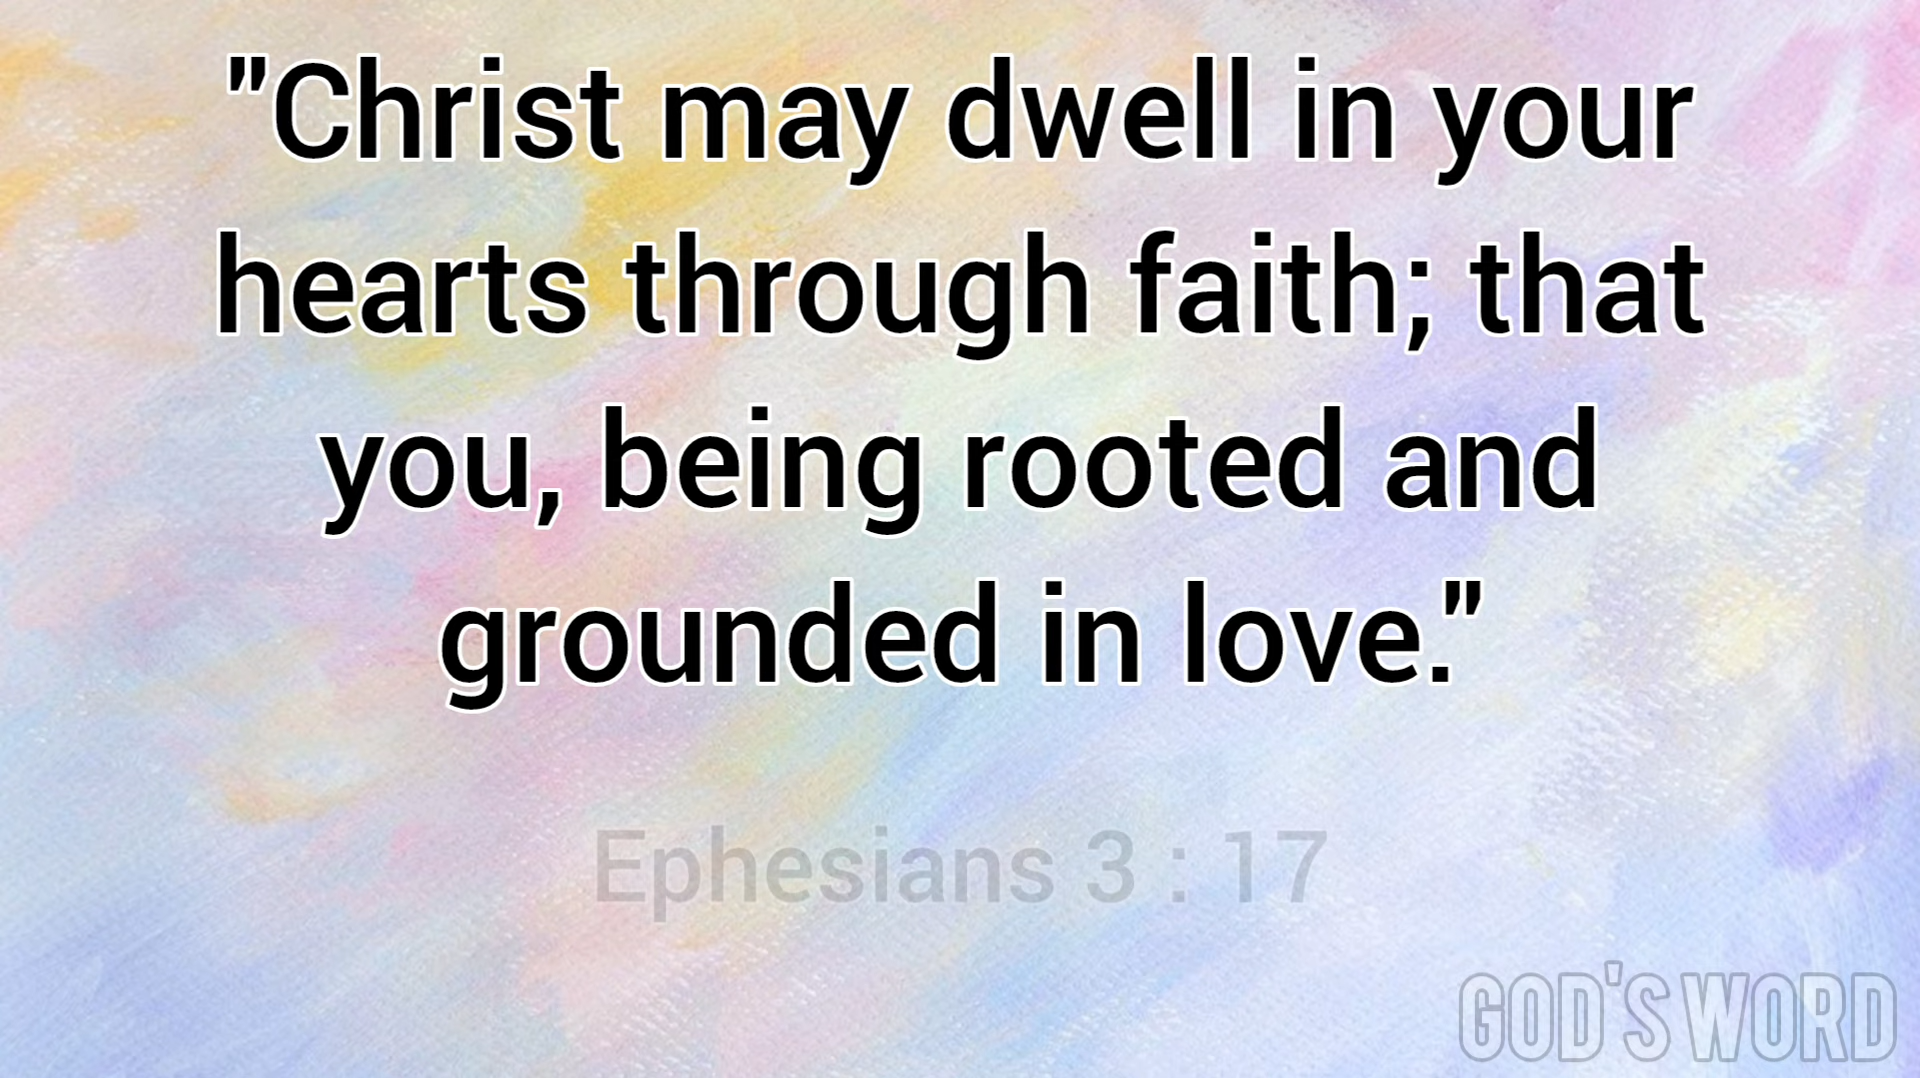 "Christ may dwell in your
hearts through faith; that
you, being rooted and
grounded in love."
Ephesians 3 : 17
GOD'S WORD